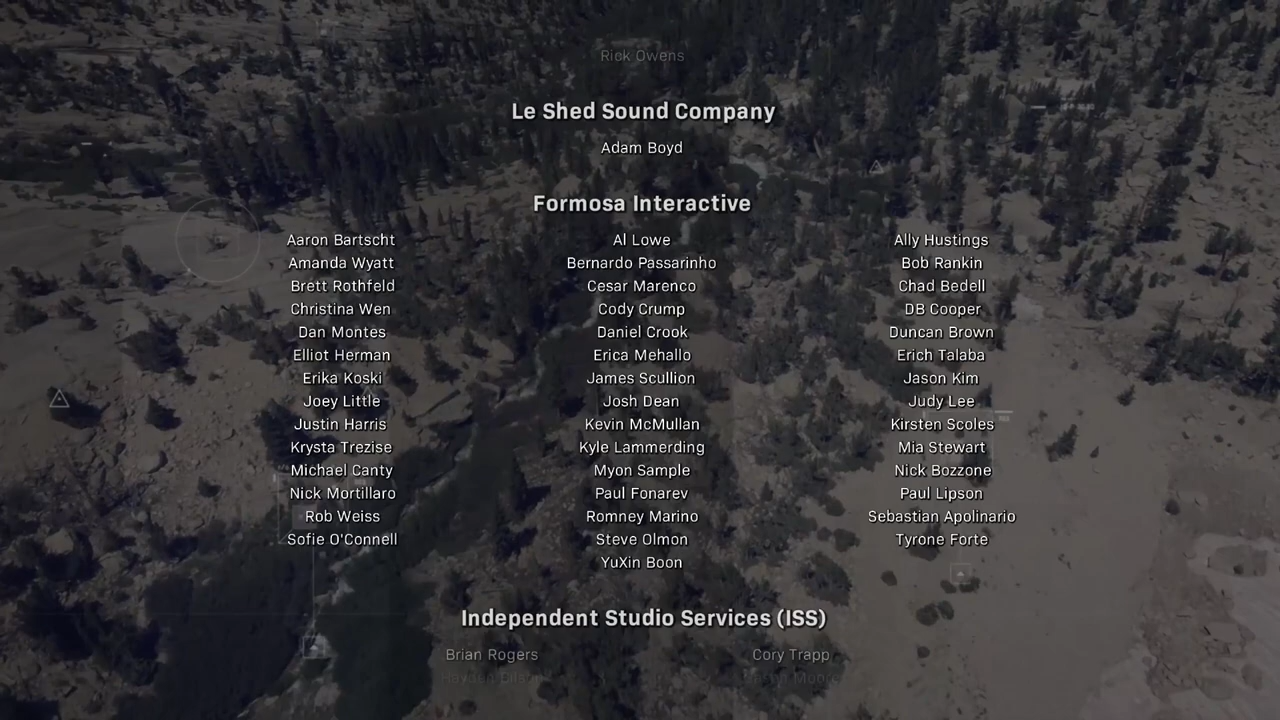 Rick Owens
Le Shed Sound Company
Adam Boyd
Formosa Interactive
Aaron Bartscht Al Lowe Ally Hustings
Amanda Wyatt Bernardo Passarinho Bob Rankin
Brett Rothfeld Cesar Marenco Chad Bedell
Christina Wen Cody Crump DB Cooper
Dan Montes Daniel Crook Duncan Brown
Elliot Herman Erica Mehallo Erich Talaba
Erika Koski James Scullion Jason Kim
Joey Little Josh Dean Judy Lee
Justin Harris Kevin McMullan Kirsten Scoles
Krysta Trezise Kyle Lammerding Mia Stewart
Michael Canty Myon Sample Nick Bozzone
Nick Mortillaro Paul Fonarev Paul Lipson
Rob Weiss Romney Marino Sebastian Apolinario
Sofie O'Connell Steve Olmon Tyrone Forte
YuXin Boon
Independent Studio Services (ISS)
Brian Rogers Cory Trapp